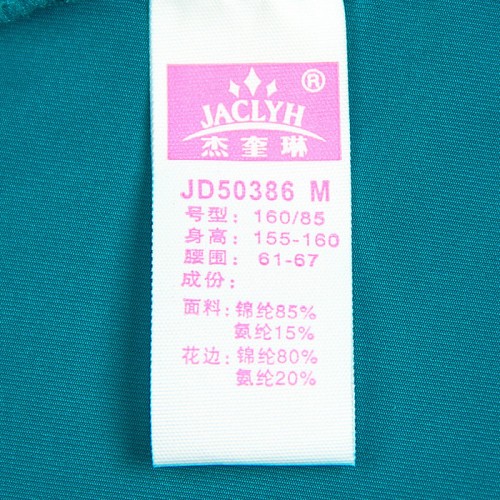 ®
JACLYH
杰奎琳
JD50386 M
号型：160/85
身高：155-160
腰围：61-67
成份：
面料：锦纶85%
氨纶15%
花边：锦纶80%
氨纶20%